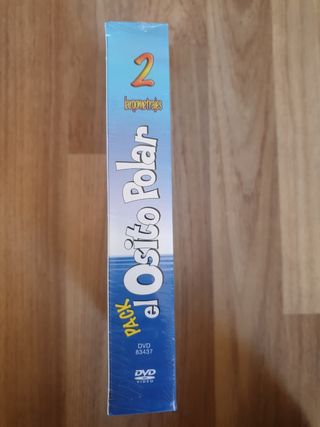 2
largometrajes
PACK
el Osito Polar
DVD
83437
DVD
VIDEO